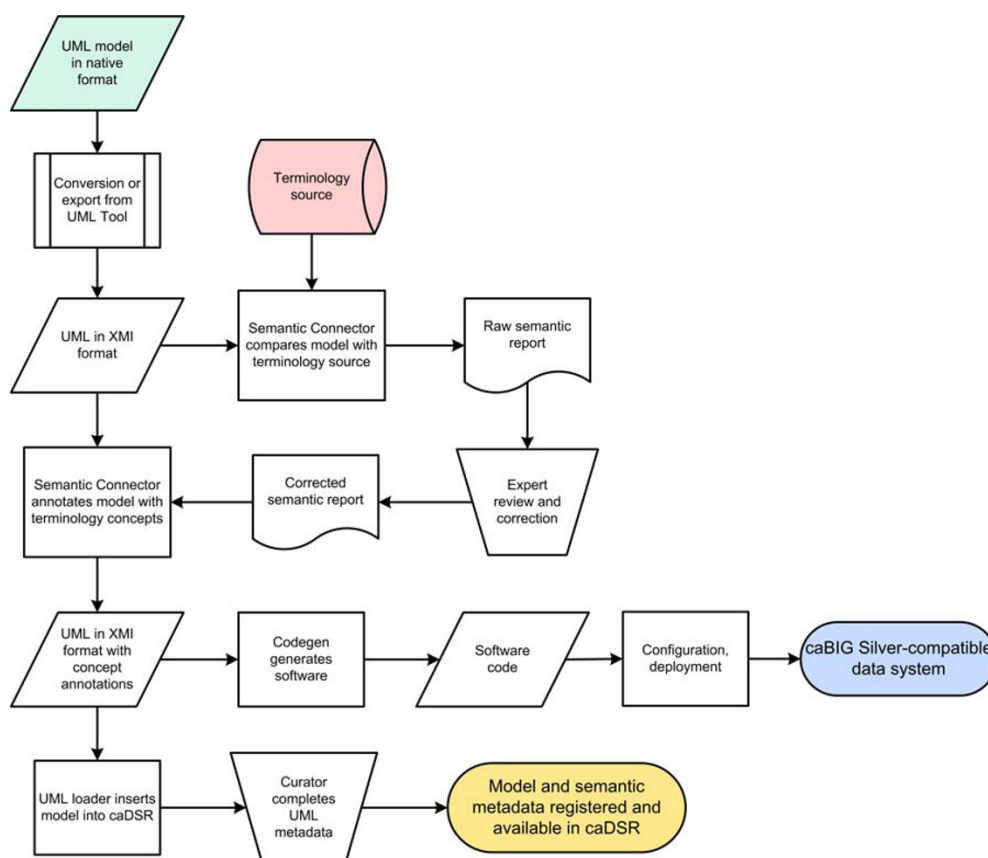 UML model
in native
format
Conversion or
export from
UML Tool
Terminology
source
UML in XMI
format
Semantic Connector
compares model with
terminology source
Raw semantic
report
Semantic Connector
annotates model with
terminology concepts
Corrected
semantic report
Expert
review and
correction
UML in XMI
format with
concept
annotations
Codegen
generates
software
Software
code
Configuration,
deployment
caBIG Silver-compatible
data system
UML loader inserts
model into caDSR
Curator
completes
UML
metadata
Model and semantic
metadata registered and
available in caDSR